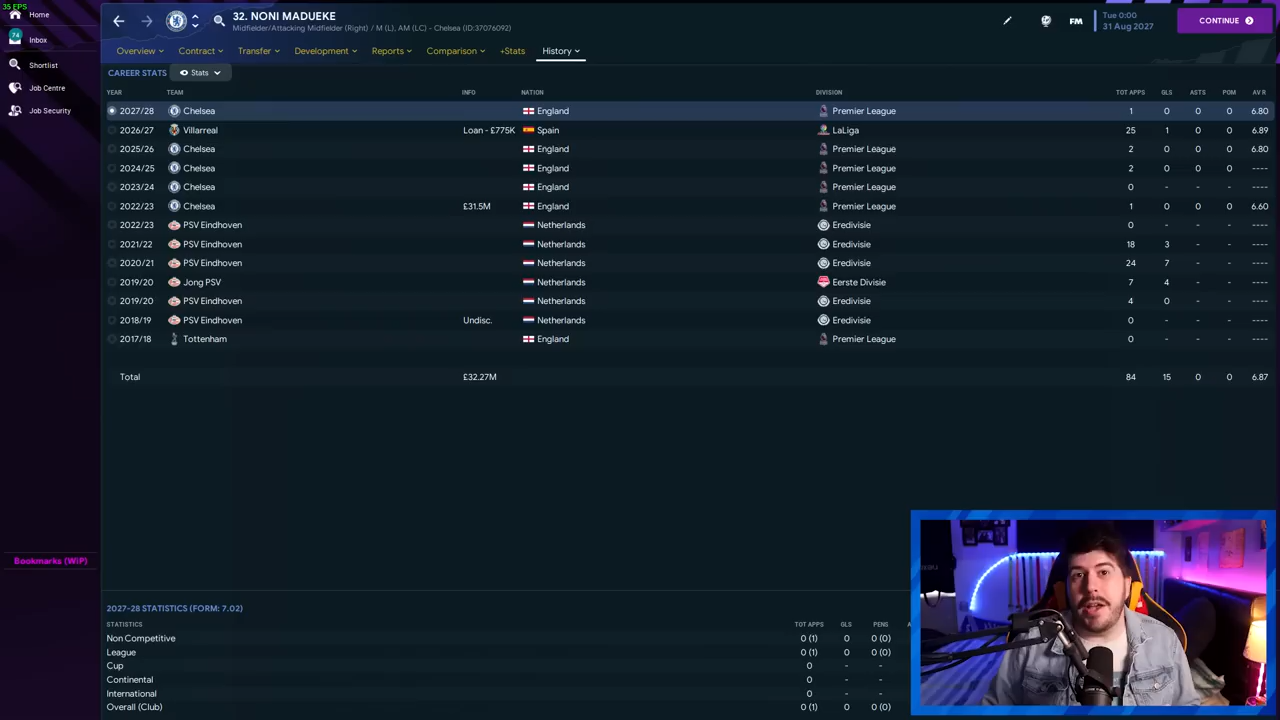 35 FPS
Home
74
Inbox
Shortlist
Job Centre
Job Security
Bookmarks (WiP)
32. NONI MADUEKE
Midfielder/Attacking Midfielder (Right) / M (L), AM (LC) - Chelsea (ID:37076092)
FM
Tue 0:00
31 Aug 2027
CONTINUE
Overview Contract Transfer Development Reports Comparison +Stats History
CAREER STATS Stats
YEAR TEAM INFO NATION DIVISION TOT APPS GLS ASTS POM AV R
2027/28 Chelsea England Premier League 1 0 0 0 6.80
2026/27 Villarreal Loan - £775K Spain LaLiga 25 1 0 0 6.89
2025/26 Chelsea England Premier League 2 0 0 0 6.80
2024/25 Chelsea England Premier League 2 0 0 0 ----
2023/24 Chelsea England Premier League 0 - - - ----
2022/23 Chelsea £31.5M England Premier League 1 0 0 0 6.60
2022/23 PSV Eindhoven Netherlands Eredivisie 0 - - - ----
2021/22 PSV Eindhoven Netherlands Eredivisie 18 3 - - ----
2020/21 PSV Eindhoven Netherlands Eredivisie 24 7 - - ----
2019/20 Jong PSV Netherlands Eerste Divisie 7 4 - - ----
2019/20 PSV Eindhoven Netherlands Eredivisie 4 0 - - ----
2018/19 PSV Eindhoven Undisc. Netherlands Eredivisie 0 - - - ----
2017/18 Tottenham England Premier League 0 - - - ----
Total £32.27M 84 15 0 0 6.87
2027-28 STATISTICS (FORM: 7.02)
STATISTICS TOT APPS GLS PENS A
Non Competitive 0 (1) 0 0 (0)
League 0 (1) 0 0 (0)
Cup 0 - -
Continental 0 - -
International 0 - -
Overall (Club) 0 (1) 0 0 (0)